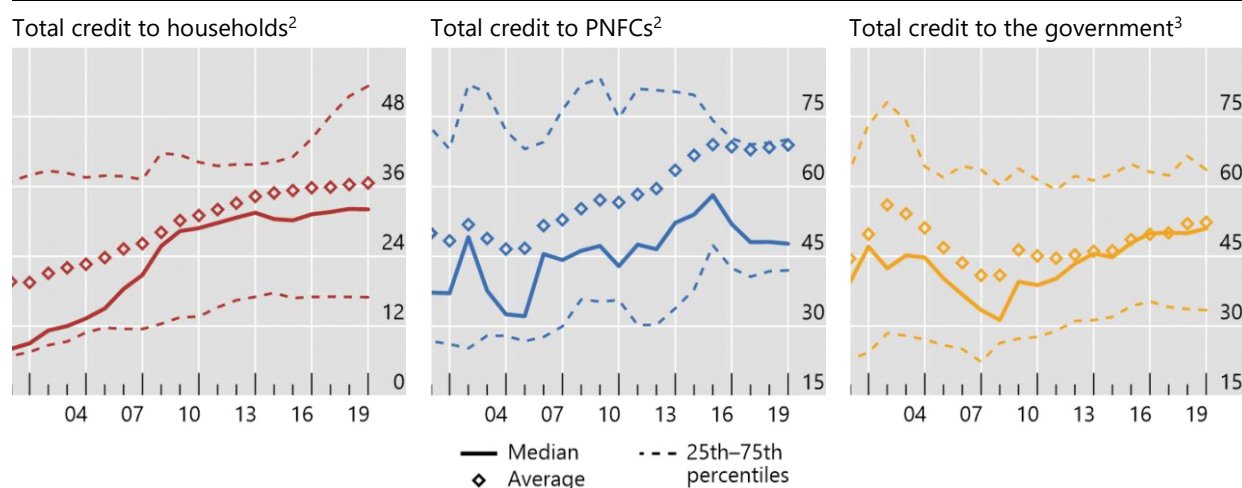 Total credit to households²
48
36
24
12
0
04 07 10 13 16 19
Total credit to PNFCs²
75
60
45
30
15
04 07 10 13 16 19
Total credit to the government³
75
60
45
30
15
04 07 10 13 16 19
Median
Average
25th–75th
percentiles